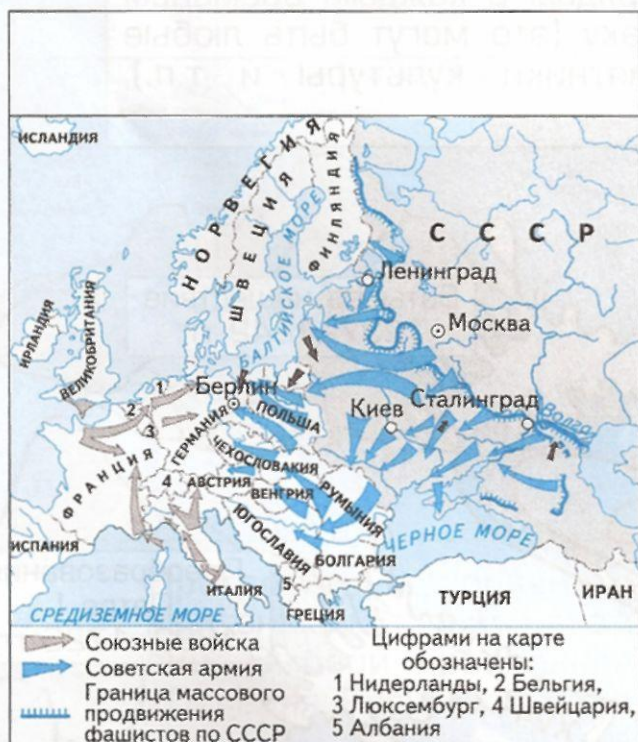 ИСЛАНДИЯ
НОРВЕГИЯ
ШВЕЦИЯ
ФИНЛЯНДИЯ
БАЛТИЙСКОЕ МОРЕ
СССР
Ленинград
Москва
ИРЛАНДИЯ
ВЕЛИКОБРИТАНИЯ
1
2
3
Берлин
ГЕРМАНИЯ
ПОЛЬША
Киев
Сталинград
Волга
ФРАНЦИЯ
4
ЧЕХОСЛОВАКИЯ
АВСТРИЯ
ВЕНГРИЯ
РУМЫНИЯ
ЮГОСЛАВИЯ
ЧЕРНОЕ МОРЕ
ИСПАНИЯ
БОЛГАРИЯ
ИТАЛИЯ
5
ГРЕЦИЯ
ТУРЦИЯ
ИРАН
СРЕДИЗЕМНОЕ МОРЕ
Союзные войска
Советская армия
Граница массового
продвижения
фашистов по СССР
Цифрами на карте
обозначены:
1 Нидерланды, 2 Бельгия,
3 Люксембург, 4 Швейцария,
5 Албания